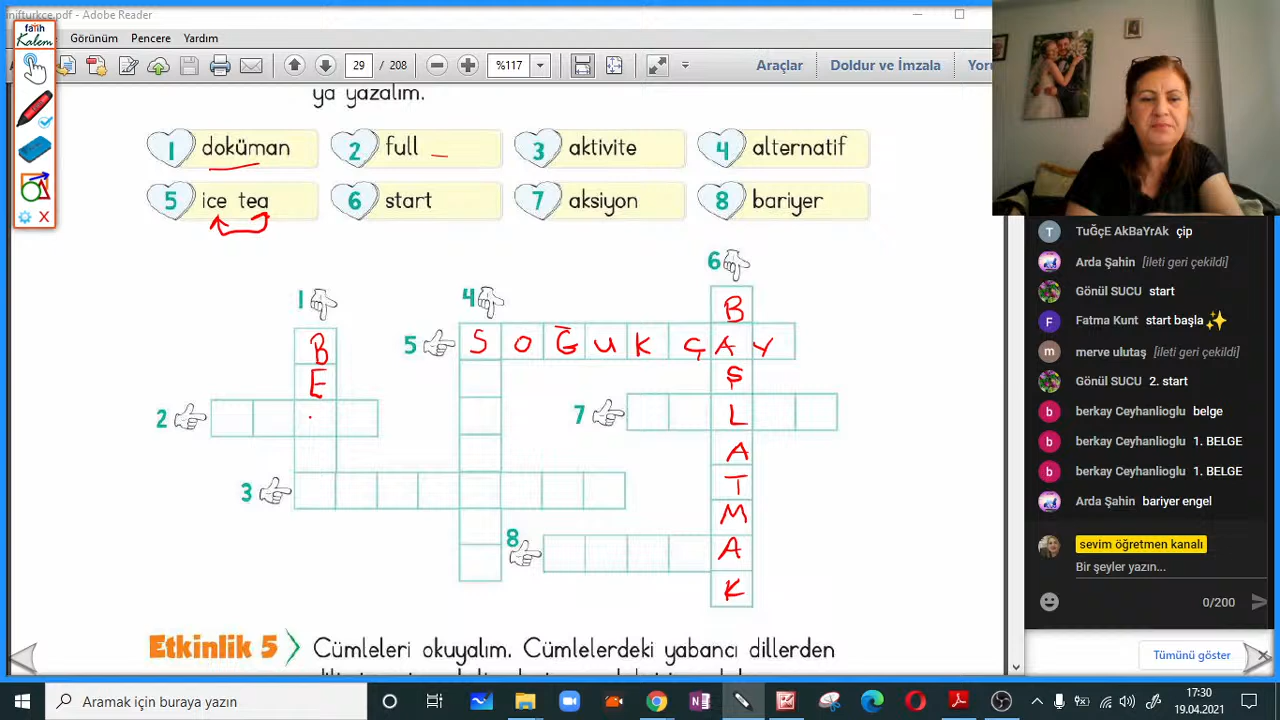 inifturkce.pdf - Adobe Reader
fatih
Kalem
Görünüm Pencere Yardım
29 / 208 %117
Araçlar Doldur ve İmzala Yoru
ya yazalım.
1 doküman 2 full 3 aktivite 4 alternatif
5 ice tea 6 start 7 aksiyon 8 bariyer
6
1 4
B
5 S O Ğ U K Ç A Y
B
E
Ş
2
7 L
A
3 T
M
8 A
K
Etkinlik 5 Cümleleri okuyalım. Cümlelerdeki yabancı dillerden
T TuĞçE AkBaYrAk çip
Arda Şahin [ileti geri çekildi]
Gönül SUCU start
F Fatma Kunt start başla
m merve ulutaş [ileti geri çekildi]
Gönül SUCU 2. start
b berkay Ceyhanlioglu belge
b berkay Ceyhanlioglu 1. BELGE
b berkay Ceyhanlioglu 1. BELGE
Arda Şahin bariyer engel
sevim öğretmen kanalı
Bir şeyler yazın...
0/200
Tümünü göster
Aramak için buraya yazın
17:30
19.04.2021